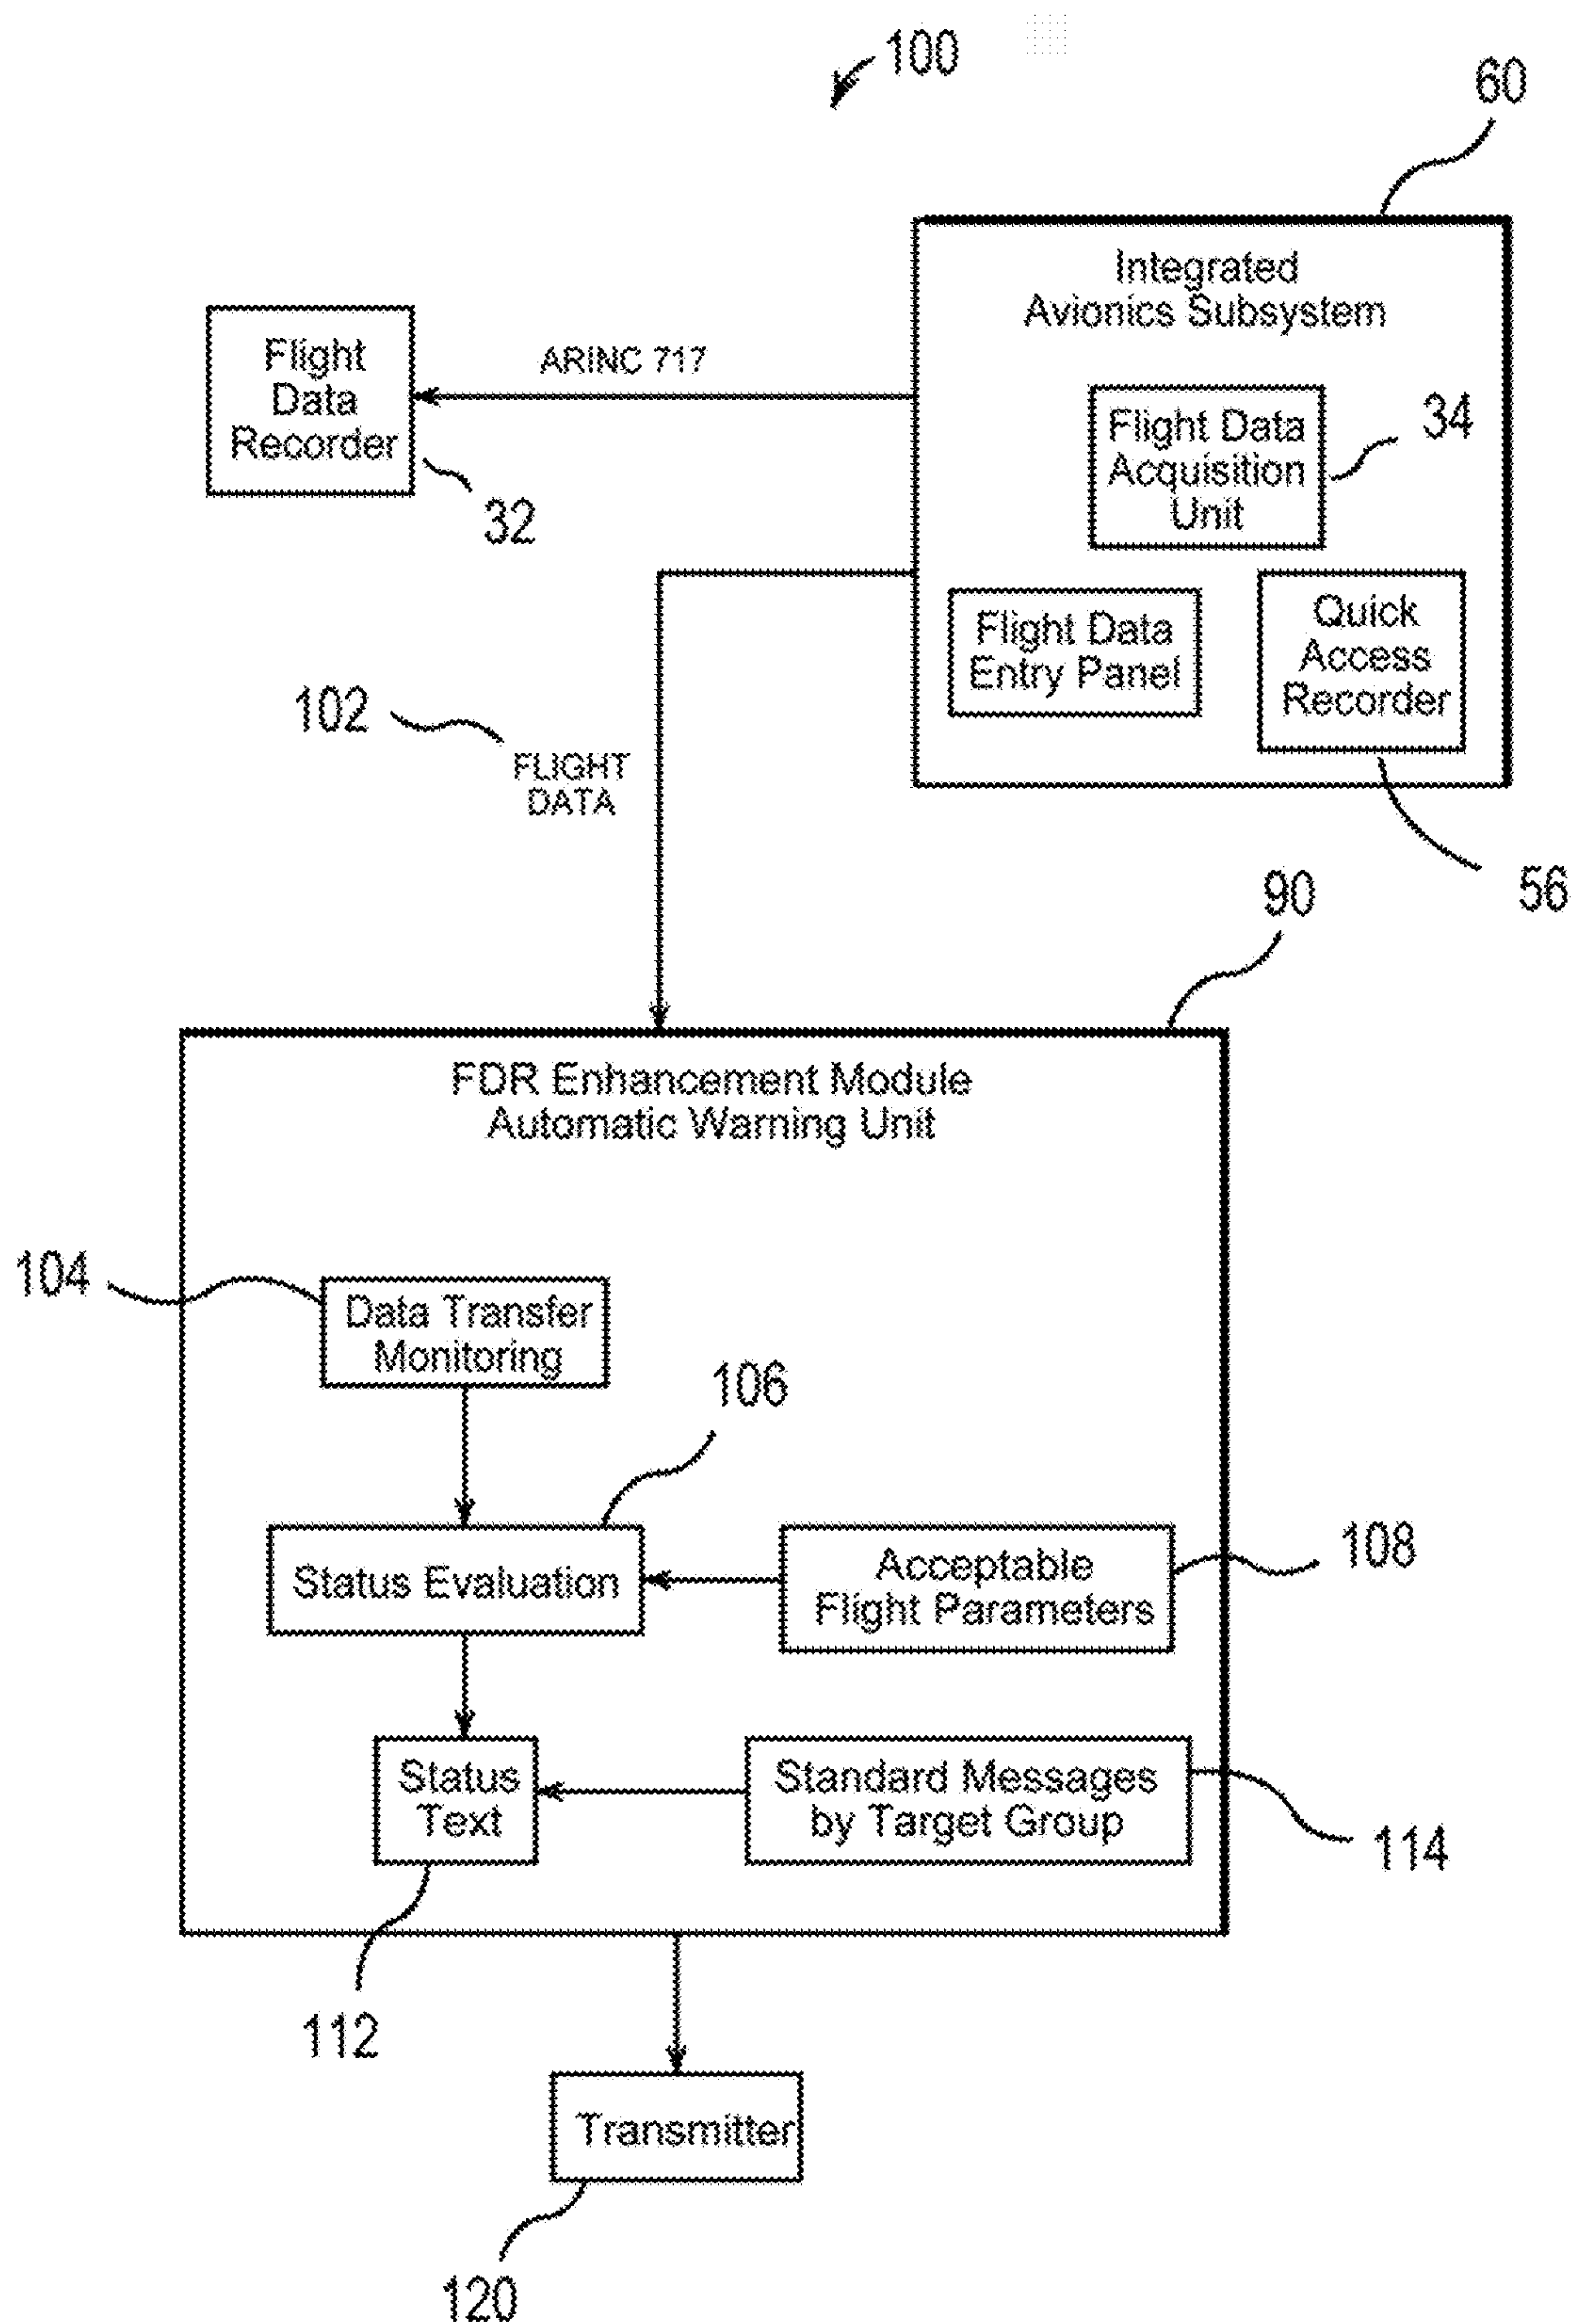 100
60
Integrated
Avionics Subsystem
Flight
Data
Recorder
ARINC 717
Flight Data
Acquisition
Unit
34
32
Flight Data
Entry Panel
Quick
Access
Recorder
102
FLIGHT
DATA
56
90
FDR Enhancement Module
Automatic Warning Unit
104
Data Transfer
Monitoring
106
Status Evaluation
Acceptable
Flight Parameters
108
Status
Text
Standard Messages
by Target Group
114
112
Transmitter
120